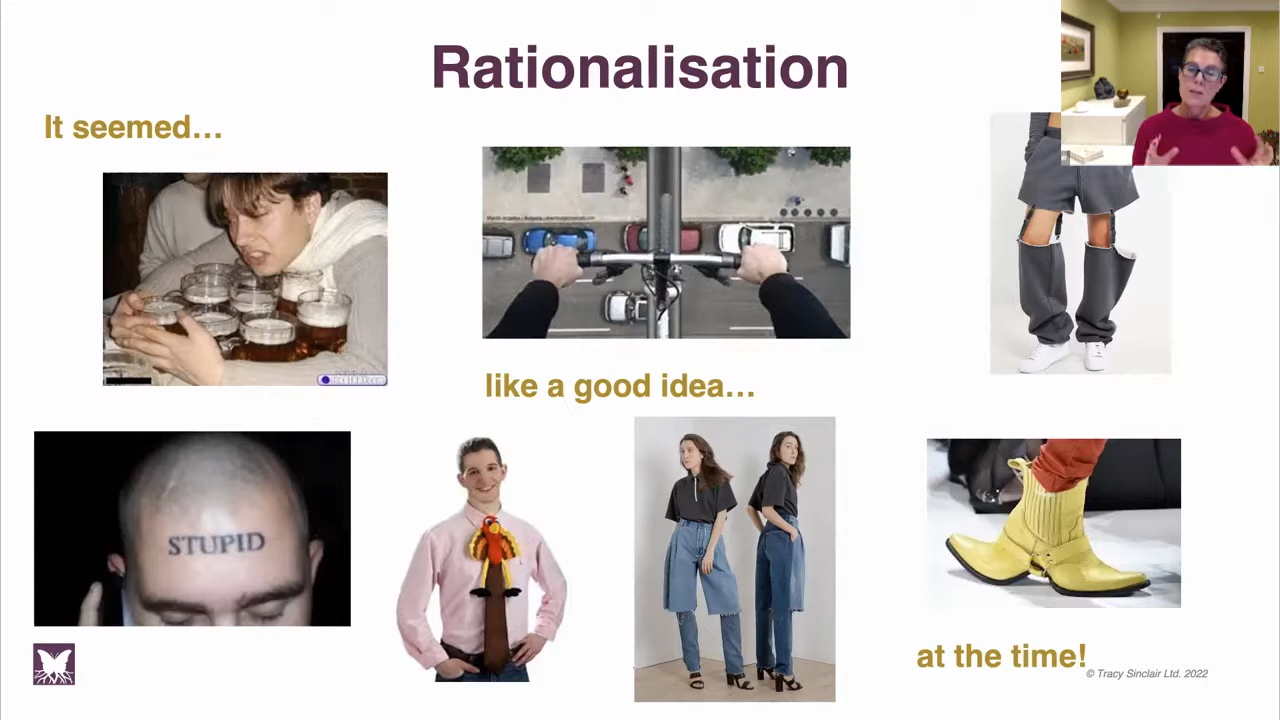 Rationalisation
It seemed...
like a good idea...
STUPID
at the time!
© Tracy Sinclair Ltd. 2022